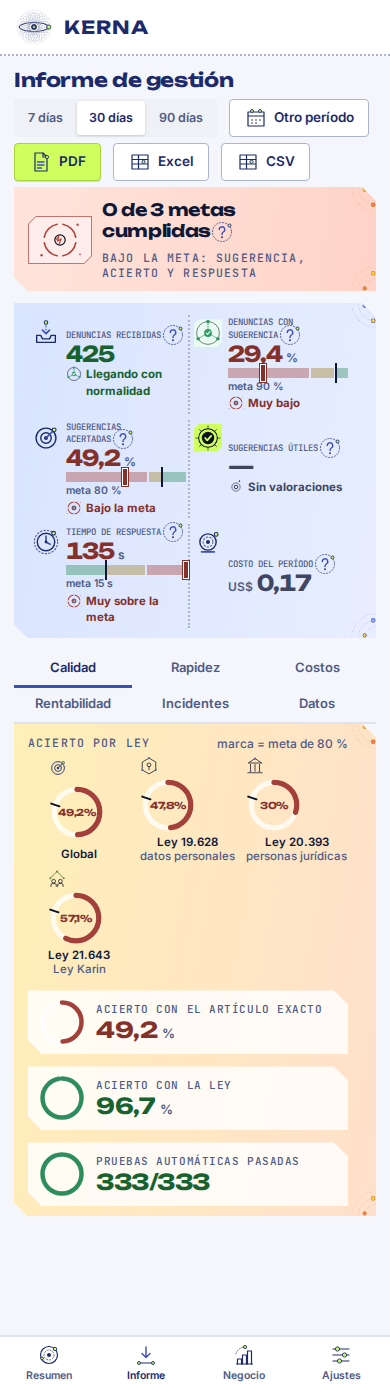 KERNA
Informe de gestión
7 días
30 días
90 días
Otro período
PDF
Excel
CSV
0 de 3 metas
cumplidas ?
BAJO LA META: SUGERENCIA,
ACIERTO Y RESPUESTA
DENUNCIAS RECIBIDAS ?
425
Llegando con
normalidad
DENUNCIAS CON
SUGERENCIA ?
29,4 %
meta 90 %
Muy bajo
SUGERENCIAS
ACERTADAS ?
49,2 %
meta 80 %
Bajo la meta
SUGERENCIAS ÚTILES ?
—
Sin valoraciones
TIEMPO DE RESPUESTA ?
135 s
meta 15 s
Muy sobre la
meta
COSTO DEL PERÍODO ?
US$ 0,17
Calidad
Rapidez
Costos
Rentabilidad
Incidentes
Datos
ACIERTO POR LEY
marca = meta de 80 %
49,2%
Global
47,8%
Ley 19.628
datos personales
30%
Ley 20.393
personas jurídicas
57,1%
Ley 21.643
Ley Karin
ACIERTO CON EL ARTÍCULO EXACTO
49,2 %
ACIERTO CON LA LEY
96,7 %
PRUEBAS AUTOMÁTICAS PASADAS
333/333
Resumen
Informe
Negocio
Ajustes